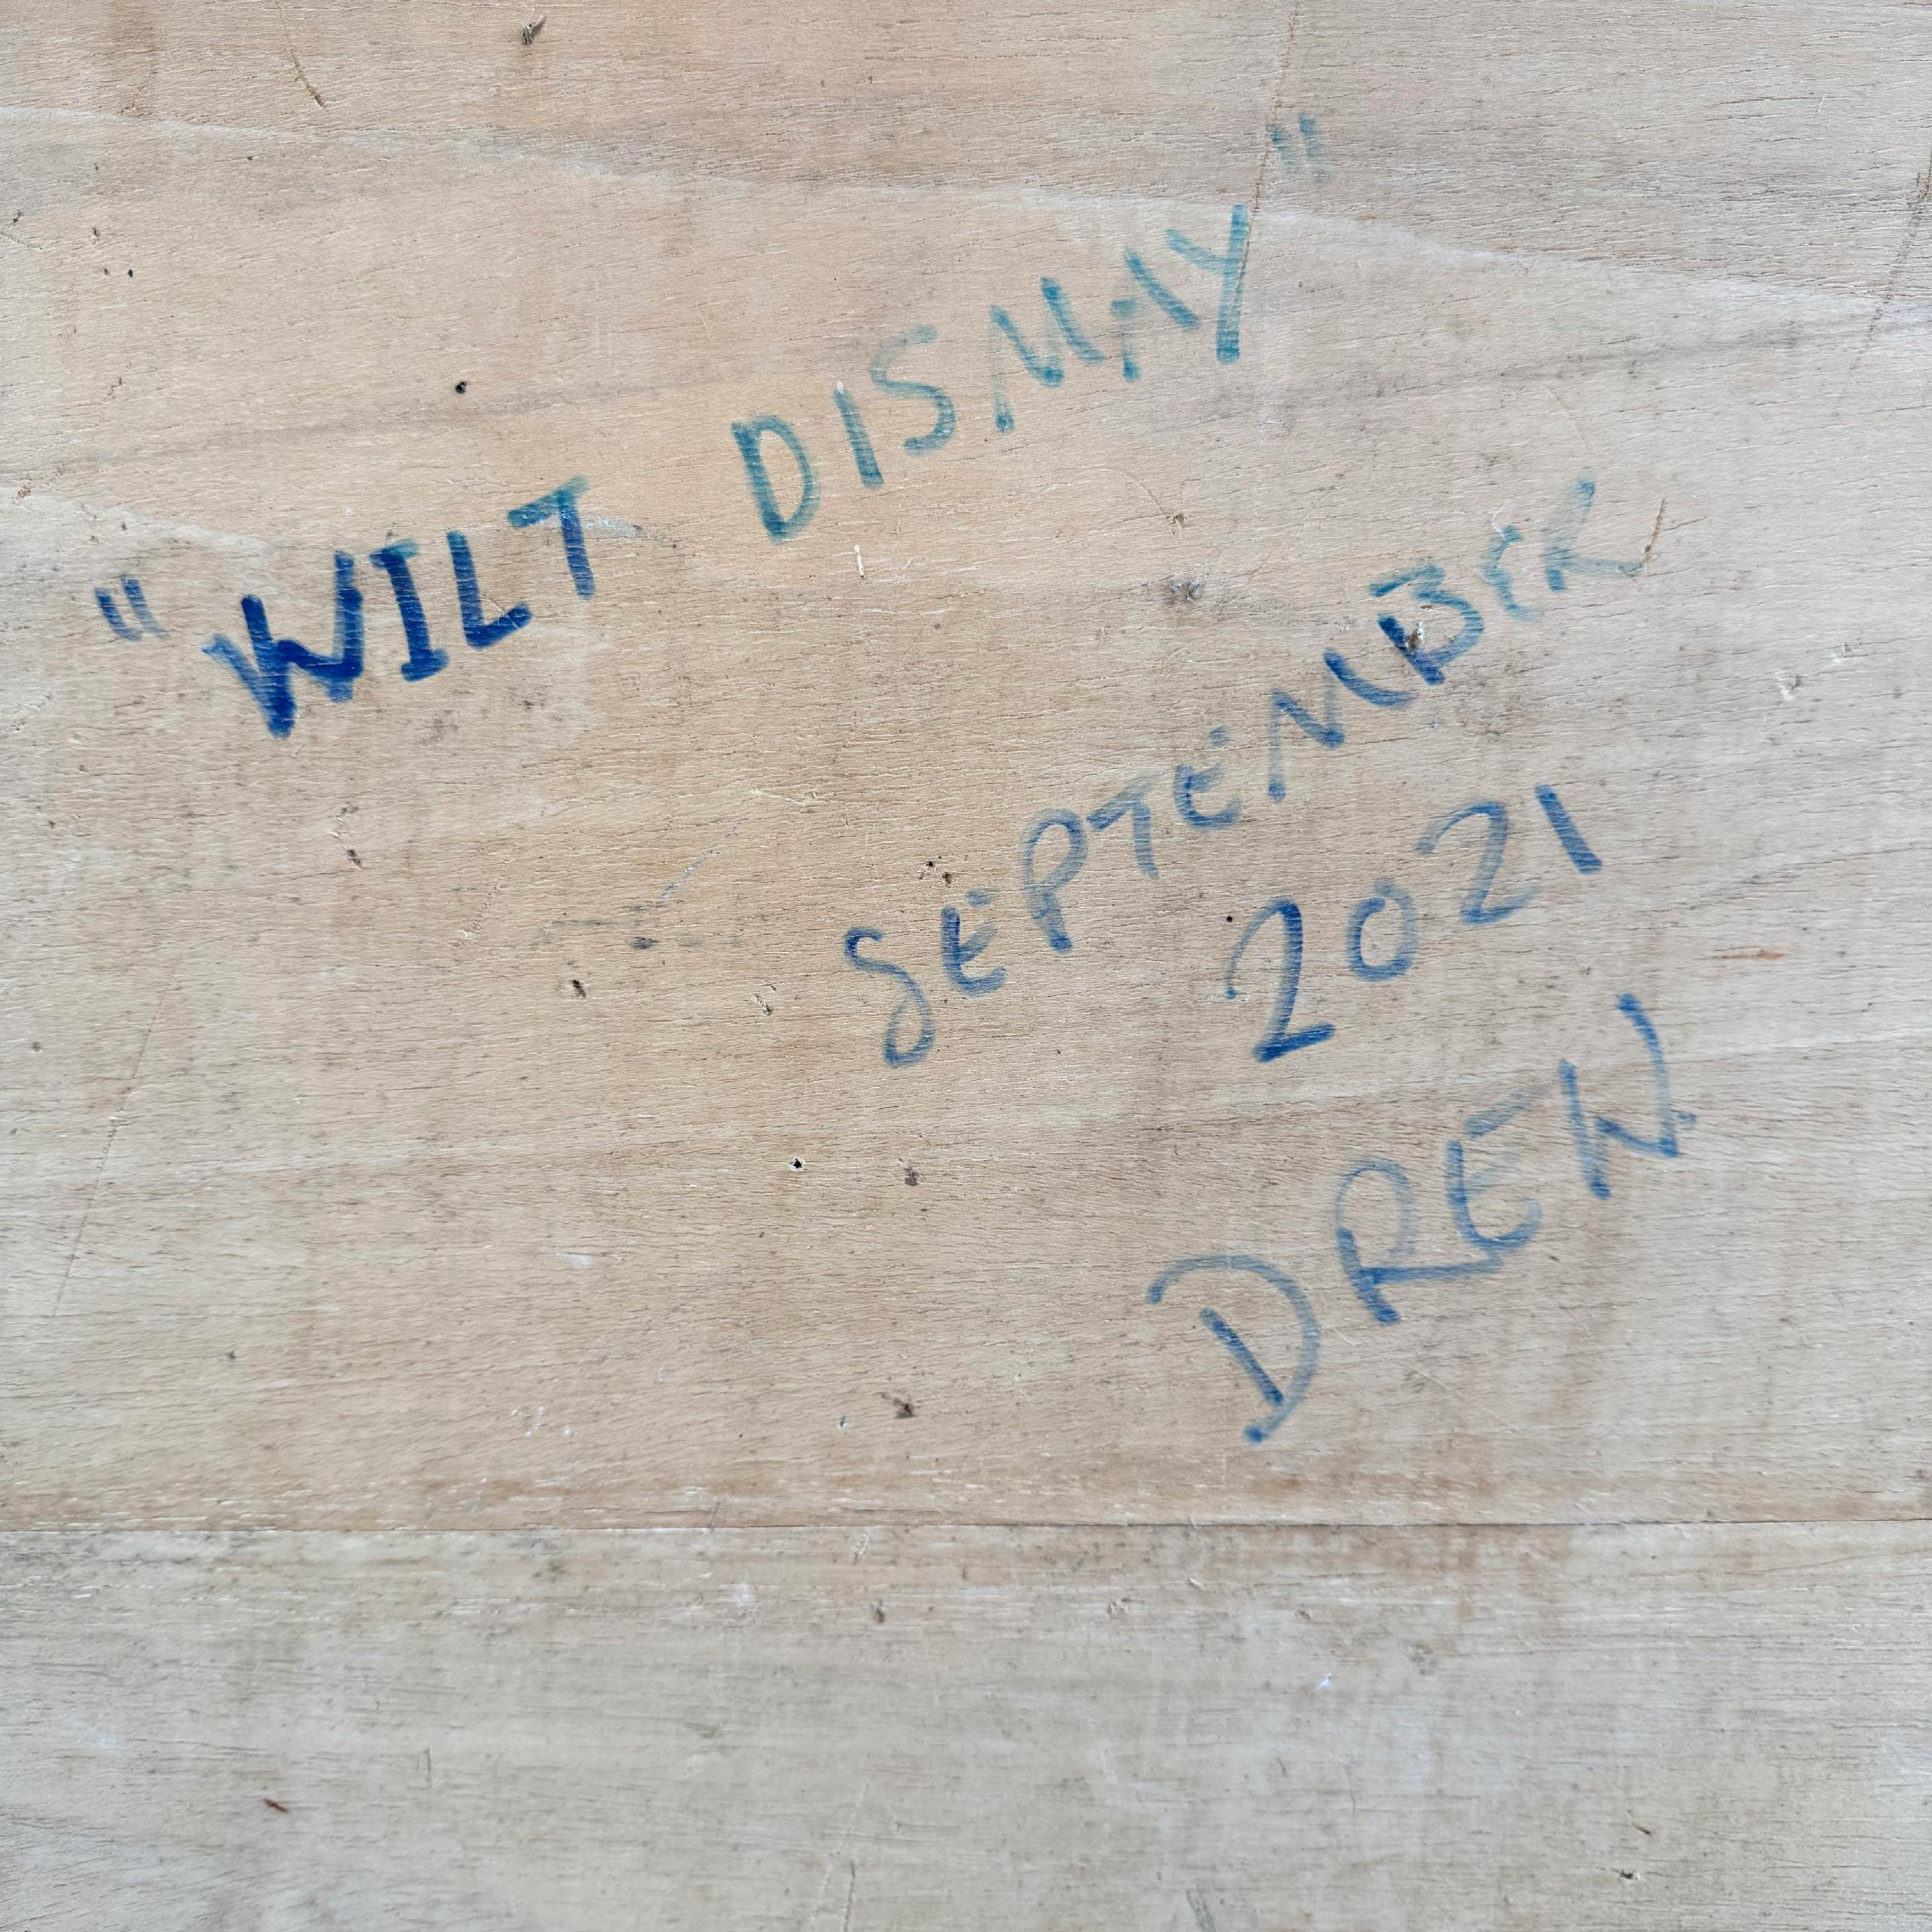 "WILT DISMAY"
SEPTEMBER
2021
DREW